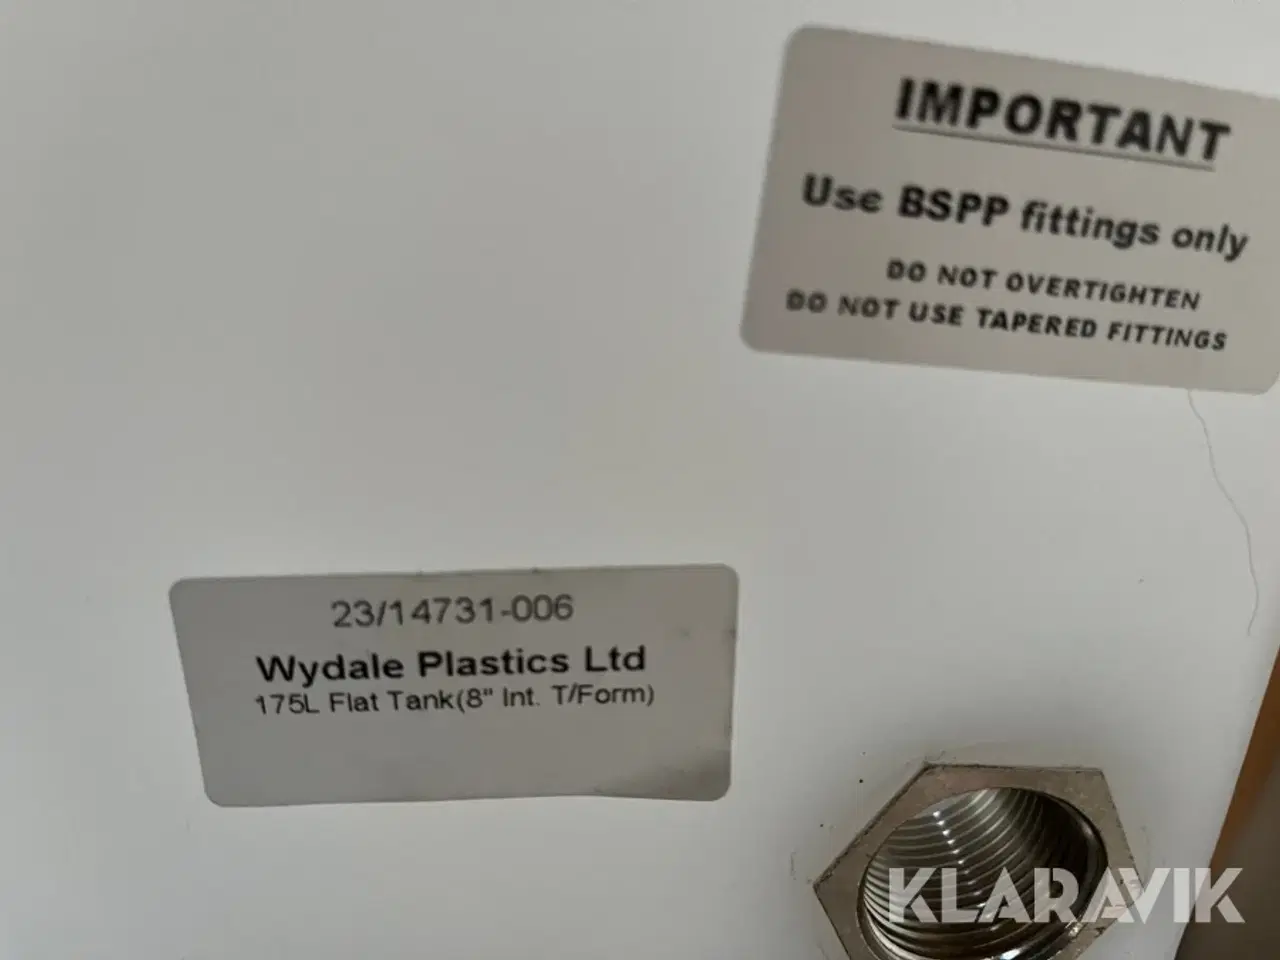 IMPORTANT
Use BSPP fittings only
DO NOT OVERTIGHTEN
DO NOT USE TAPERED FITTINGS
23/14731-006
Wydale Plastics Ltd
175L Flat Tank(8" Int. T/Form)
KLARAVIK